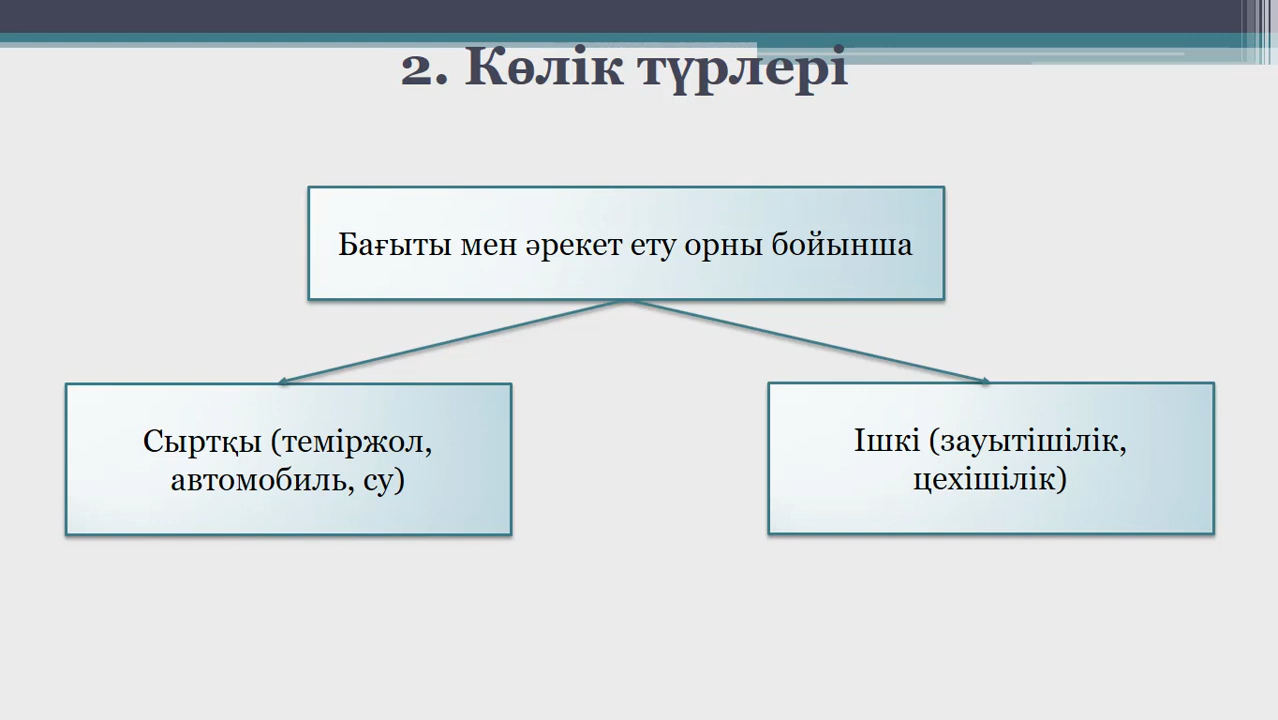 2. Көлік түрлері
Бағыты мен әрекет ету орны бойынша
Сыртқы (теміржол,
автомобиль, су)
Ішкі (зауытішілік,
цехішілік)